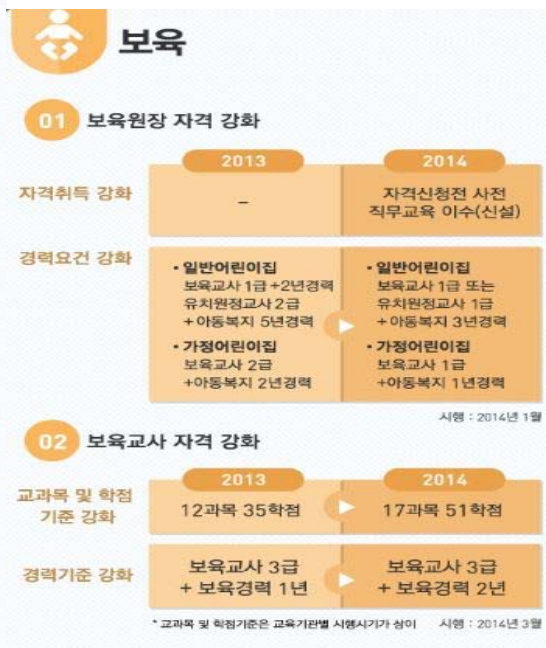 보육
01 보육원장 자격 강화
2013
2014
자격취득 강화
-
자격신청전 사전
직무교육 이수(신설)
경력요건 강화
• 일반어린이집
보육교사 1급 +2년경력
유치원정교사 2급
+ 아동복지 5년경력
• 가정어린이집
보육교사 2급
+아동복지 2년경력
• 일반어린이집
보육교사 1급 또는
유치원정교사 1급
+ 아동복지 3년경력
• 가정어린이집
보육교사 1급
+아동복지 1년경력
시행 : 2014년 1월
02 보육교사 자격 강화
2013
2014
교과목 및 학점
기준 강화
12과목 35학점
17과목 51학점
경력기준 강화
보육교사 3급
+ 보육경력 1년
보육교사 3급
+ 보육경력 2년
* 교과목 및 학점기준은 교육기관별 시행시기가 상이
시행 : 2014년 3월